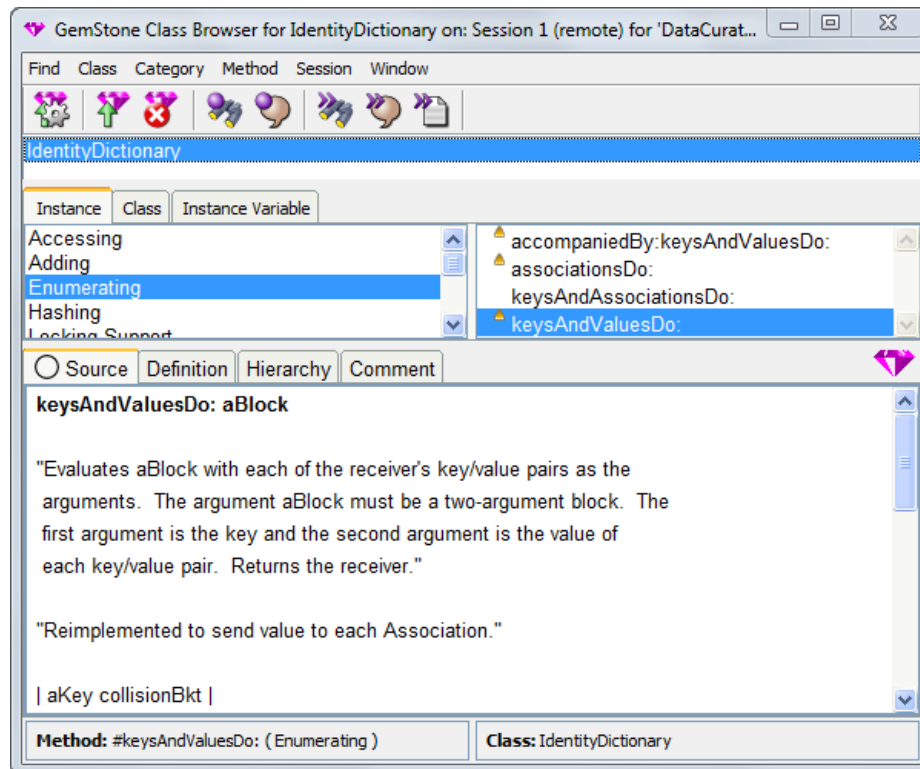 GemStone Class Browser for IdentityDictionary on: Session 1 (remote) for 'DataCurat...
Find Class Category Method Session Window
IdentityDictionary
Instance Class Instance Variable
Accessing
Adding
Enumerating
Hashing
Locking Support
accompaniedBy:keysAndValuesDo:
associationsDo:
keysAndAssociationsDo:
keysAndValuesDo:
Source Definition Hierarchy Comment
keysAndValuesDo: aBlock
"Evaluates aBlock with each of the receiver's key/value pairs as the
arguments. The argument aBlock must be a two-argument block. The
first argument is the key and the second argument is the value of
each key/value pair. Returns the receiver."
"Reimplemented to send value to each Association."
| aKey collisionBkt |
Method: #keysAndValuesDo: ( Enumerating )
Class: IdentityDictionary